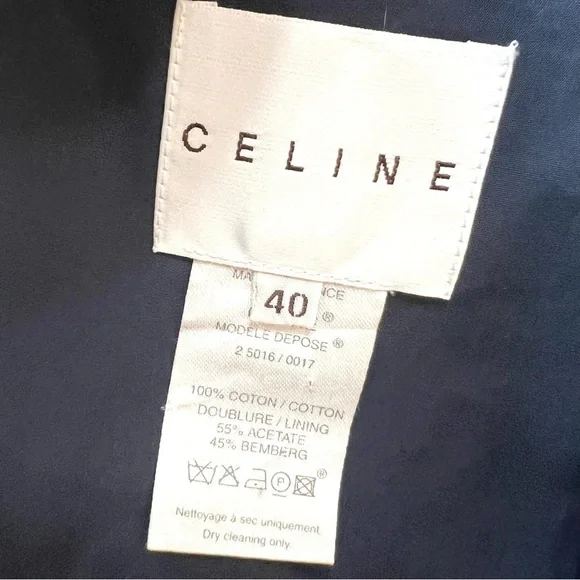 CELINE
40
MODELE DEPOSE ®
2 5016 / 0017
100% COTON / COTTON
DOUBLURE / LINING
55% ACETATE
45% BEMBERG
P ®
Nettoyage à sec uniquement
Dry cleaning only